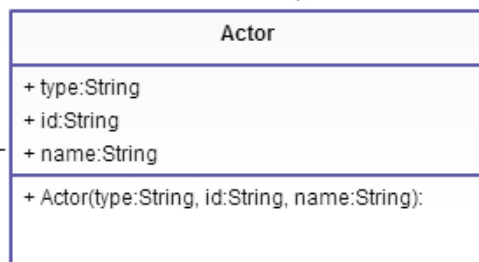 Actor
+ type:String
+ id:String
+ name:String
+ Actor(type:String, id:String, name:String):